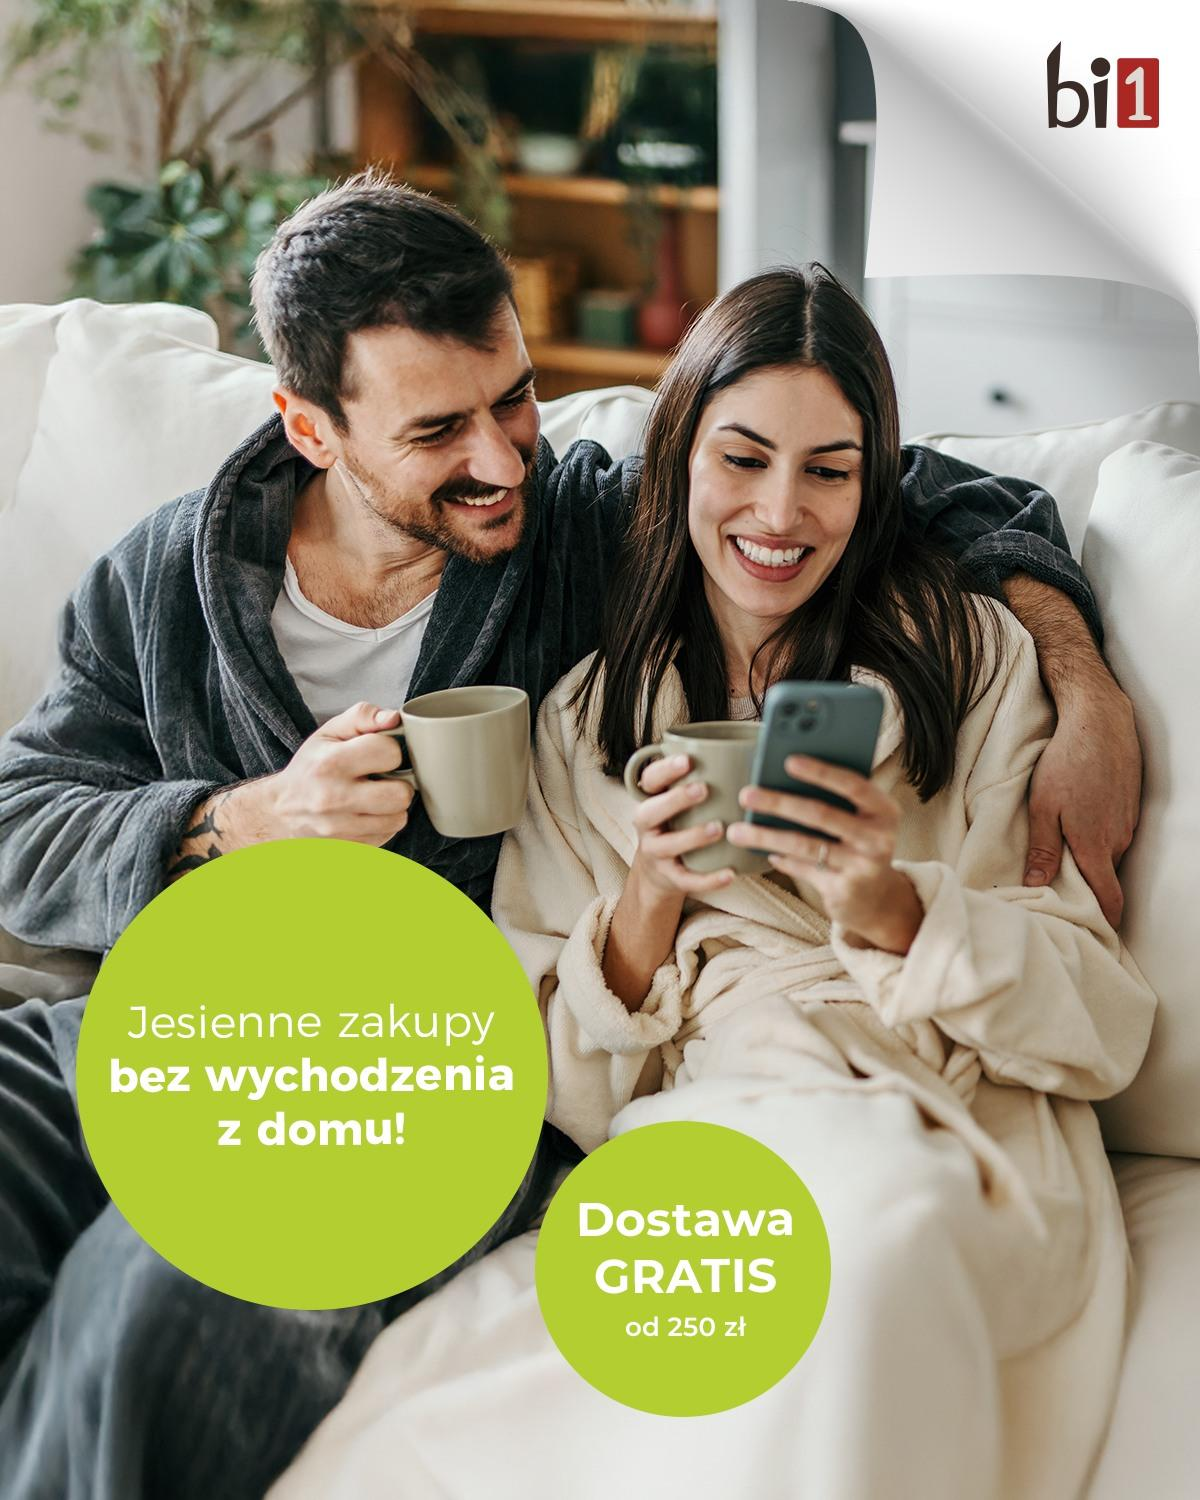 bi1
Jesienne zakupy
bez wychodzenia
z domu!
Dostawa
GRATIS
od 250 zł